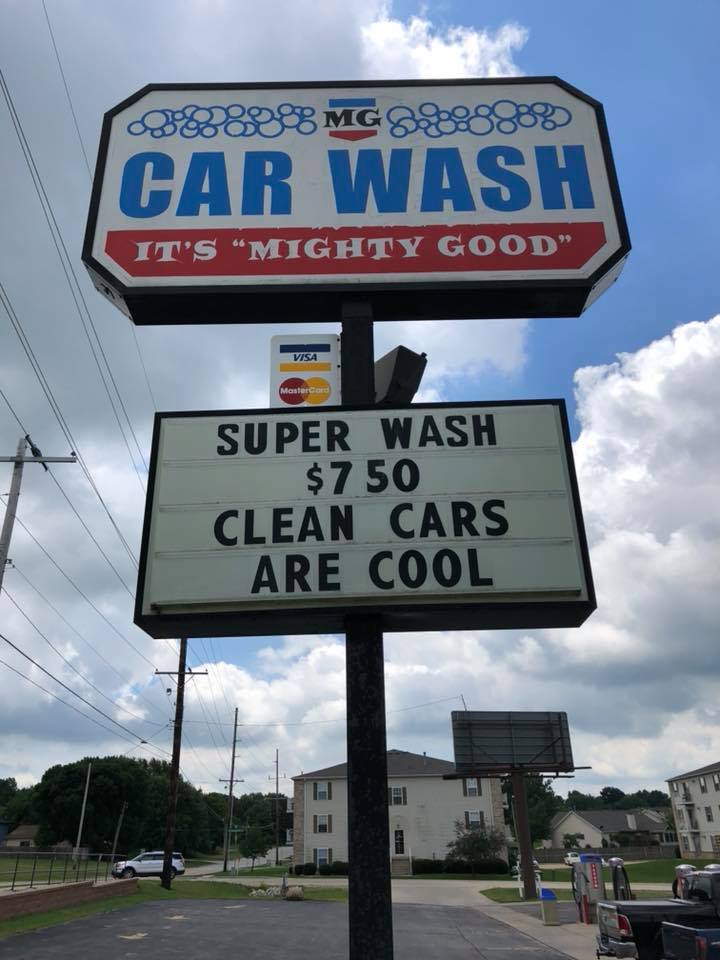 MG
CAR WASH
IT'S "MIGHTY GOOD"
VISA
MasterCard
SUPER WASH
$7 50
CLEAN CARS
ARE COOL